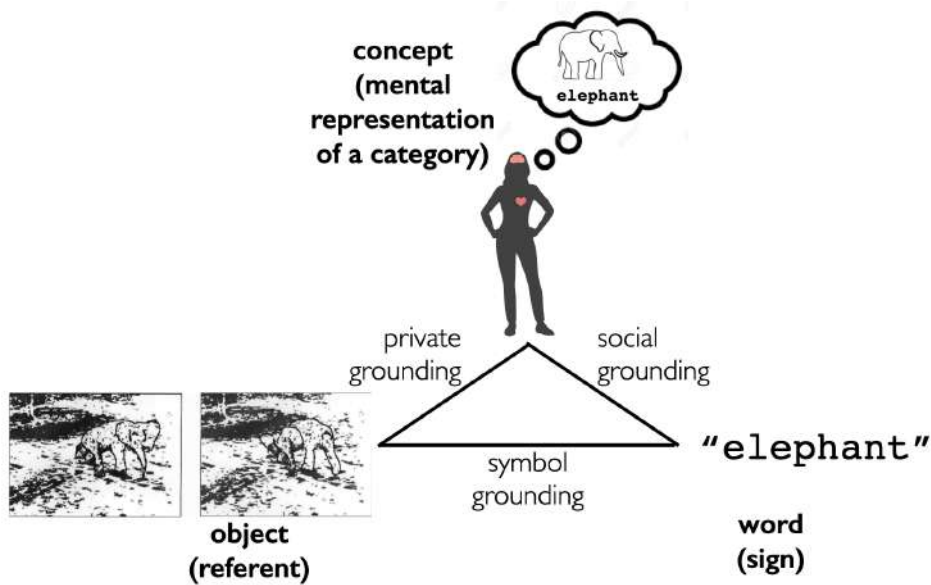 concept
(mental
representation
of a category)
elephant
private
grounding
social
grounding
symbol
grounding
"elephant"
object
(referent)
word
(sign)